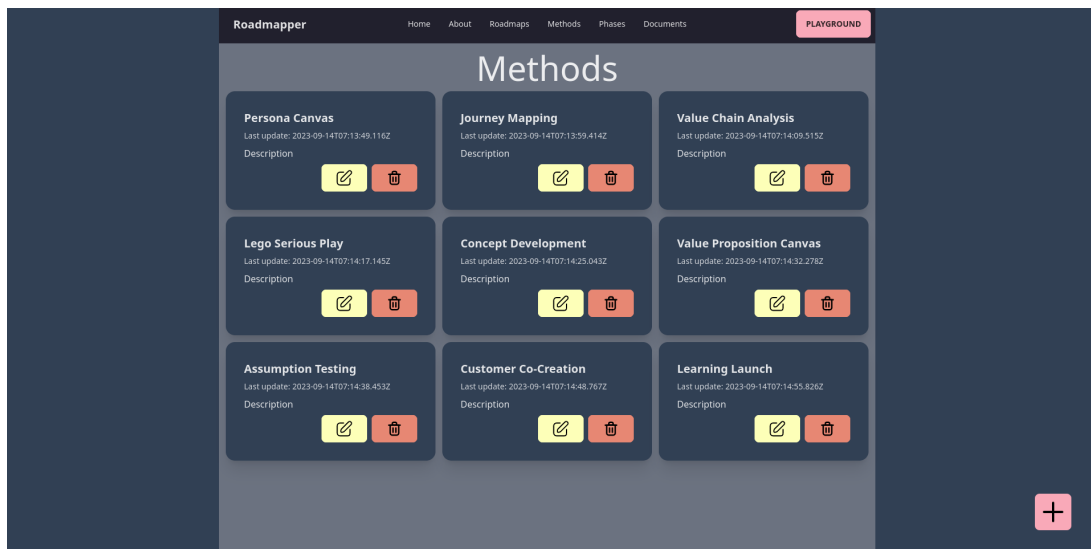 Roadmapper Home About Roadmaps Methods Phases Documents PLAYGROUND
Methods
Persona Canvas
Last update: 2023-09-14T07:13:49.116Z
Description
Journey Mapping
Last update: 2023-09-14T07:13:59.414Z
Description
Value Chain Analysis
Last update: 2023-09-14T07:14:09.515Z
Description
Lego Serious Play
Last update: 2023-09-14T07:14:17.145Z
Description
Concept Development
Last update: 2023-09-14T07:14:25.043Z
Description
Value Proposition Canvas
Last update: 2023-09-14T07:14:32.278Z
Description
Assumption Testing
Last update: 2023-09-14T07:14:38.453Z
Description
Customer Co-Creation
Last update: 2023-09-14T07:14:48.767Z
Description
Learning Launch
Last update: 2023-09-14T07:14:55.826Z
Description